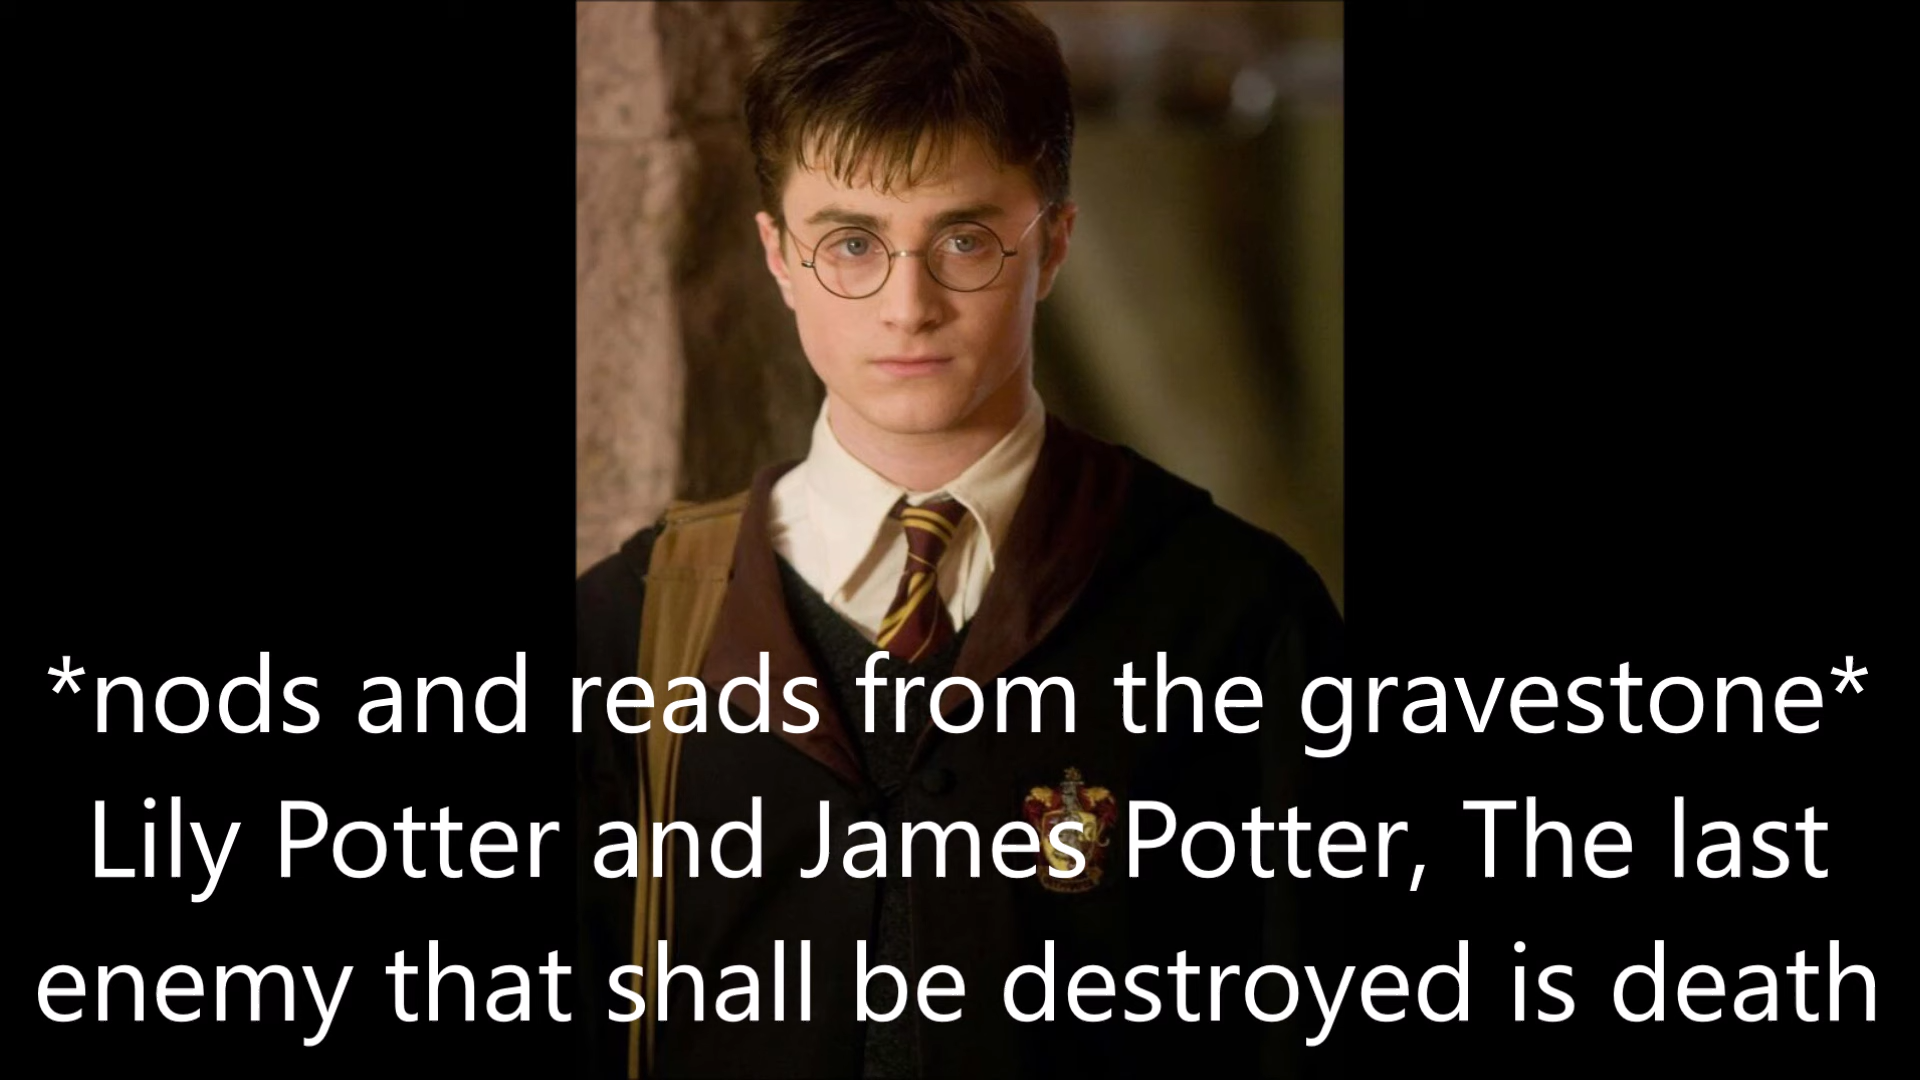 *nods and reads from the gravestone*
Lily Potter and James Potter, The last
enemy that shall be destroyed is death